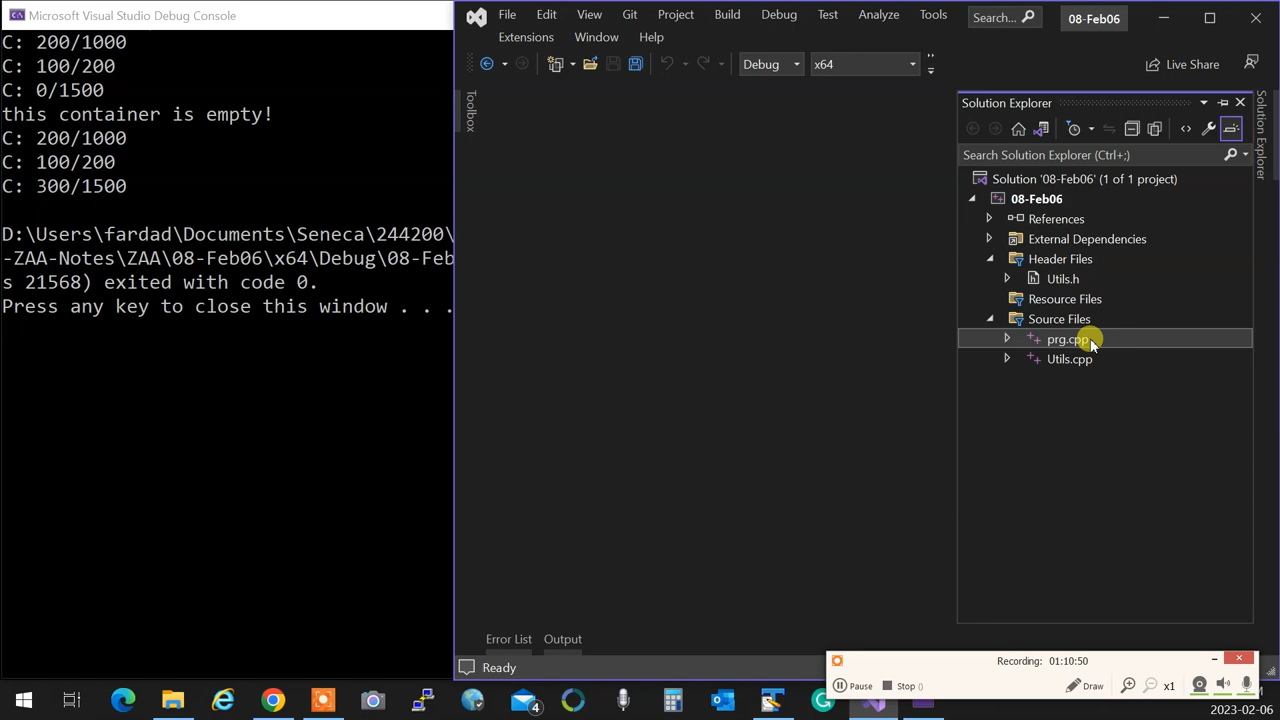 Microsoft Visual Studio Debug Console
C: 200/1000
C: 100/200
C: 0/1500
this container is empty!
C: 200/1000
C: 100/200
C: 300/1500
D:\Users\fardad\Documents\Seneca\244200\
-ZAA-Notes\ZAA\08-Feb06\x64\Debug\08-Feb
s 21568) exited with code 0.
Press any key to close this window . . .
File Edit View Git Project Build Debug Test Analyze Tools
Search...
08-Feb06
Extensions Window Help
Debug
x64
Live Share
Toolbox
Solution Explorer
Search Solution Explorer (Ctrl+;)
Solution '08-Feb06' (1 of 1 project)
08-Feb06
References
External Dependencies
Header Files
Utils.h
Resource Files
Source Files
prg.cpp
Utils.cpp
Solution Explorer
Error List Output
Ready
Recording: 01:10:50
Pause
Stop ()
Draw
x1
4
2023-02-06